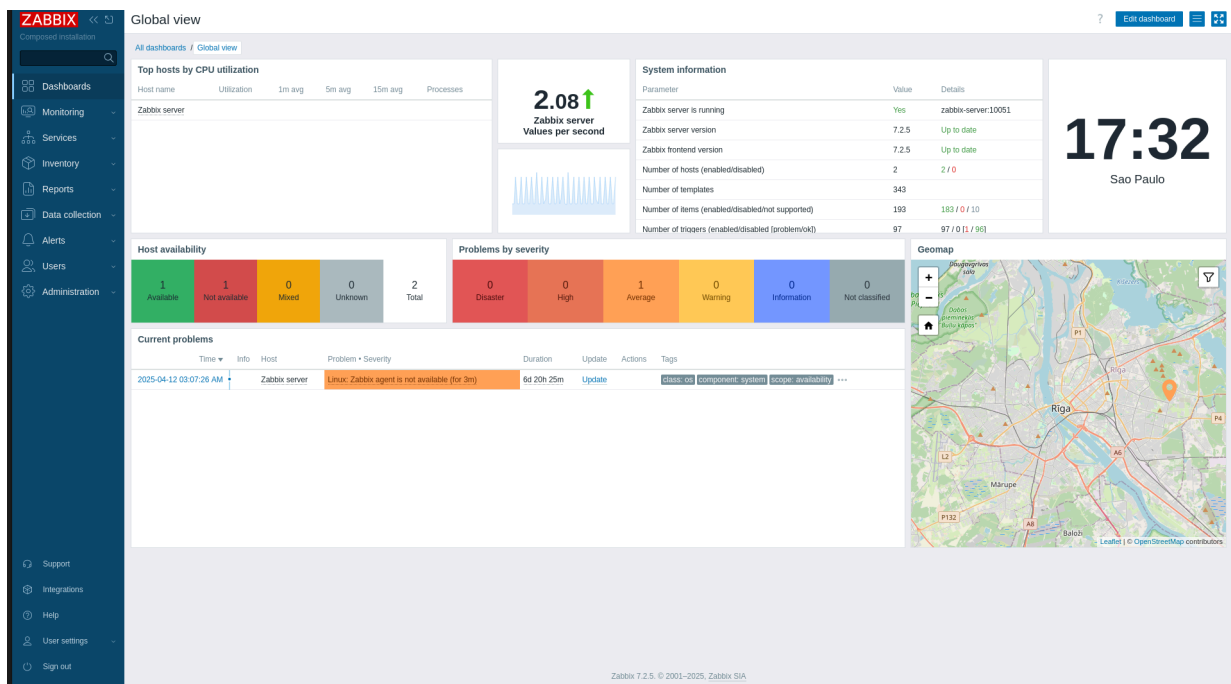 ZABBIX
Composed installation
Dashboards
Monitoring
Services
Inventory
Reports
Data collection
Alerts
Users
Administration
Support
Integrations
Help
User settings
Sign out
Global view
? Edit dashboard
All dashboards / Global view
Top hosts by CPU utilization
Host name Utilization 1m avg 5m avg 15m avg Processes
Zabbix server
2.08
Zabbix server
Values per second
System information
Parameter Value Details
Zabbix server is running Yes zabbix-server:10051
Zabbix server version 7.2.5 Up to date
Zabbix frontend version 7.2.5 Up to date
Number of hosts (enabled/disabled) 2 2 / 0
Number of templates 343
Number of items (enabled/disabled/not supported) 193 183 / 0 / 10
Number of triggers (enabled/disabled [problem/ok]) 97 97 / 0 [1 / 96]
17:32
Sao Paulo
Host availability
1 Available
1 Not available
0 Mixed
0 Unknown
2 Total
Problems by severity
0 Disaster
0 High
1 Average
0 Warning
0 Information
0 Not classified
Current problems
Time Info Host Problem • Severity Duration Update Actions Tags
2025-04-12 03:07:26 AM Zabbix server Linux: Zabbix agent is not available (for 3m) 6d 20h 25m Update class: os component: system scope: availability •••
Geomap
+
−
Daugavgrīvas
sala
P1
Rīga
Rīga
P4
A6
L2
Mārupe
P132
A8
Baloži
Leaflet | © OpenStreetMap contributors
Zabbix 7.2.5. © 2001–2025, Zabbix SIA